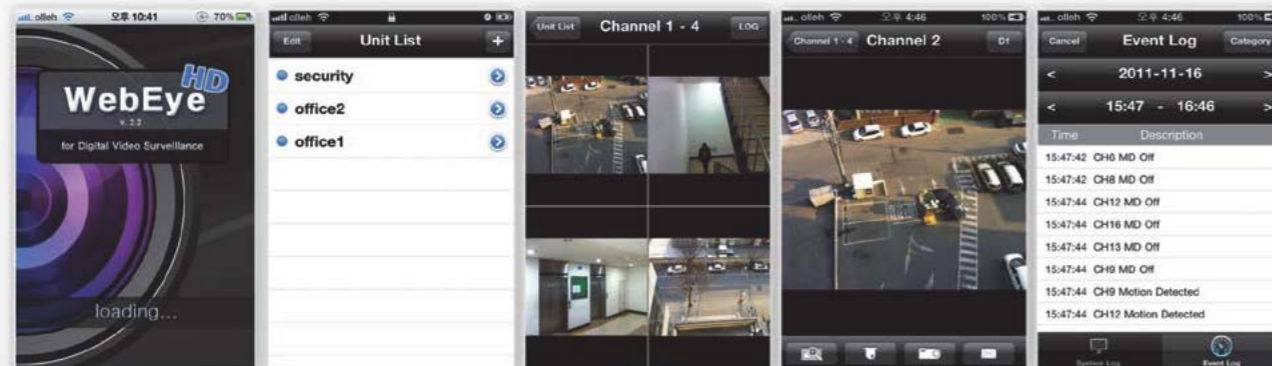 olleh 오후 10:41 70%
HD
WebEye
v. 2.2
for Digital Video Surveillance
loading...
olleh
Edit Unit List +
security
office2
office1
Unit List Channel 1 - 4 LOG
olleh 오후 4:46 100%
Channel 1 - 4 Channel 2 D1
olleh 오후 4:46 100%
Cancel Event Log Category
< 2011-11-16 >
< 15:47 - 16:46 >
Time Description
15:47:42 CH6 MD Off
15:47:42 CH8 MD Off
15:47:44 CH12 MD Off
15:47:44 CH16 MD Off
15:47:44 CH13 MD Off
15:47:44 CH9 MD Off
15:47:44 CH9 Motion Detected
15:47:44 CH12 Motion Detected
System Log Event Log